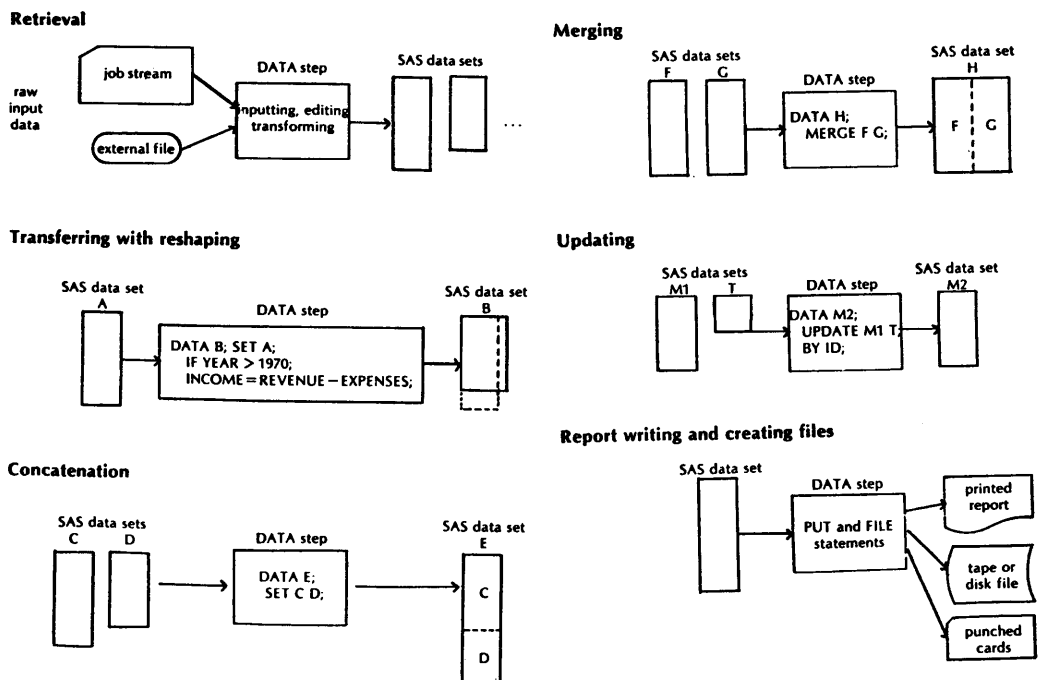 Retrieval
job stream
raw
input
data
external file
DATA step
inputting, editing
transforming
SAS data sets
...
Transferring with reshaping
SAS data set
A
DATA step
DATA B; SET A;
IF YEAR > 1970;
INCOME = REVENUE – EXPENSES;
SAS data set
B
Concatenation
SAS data sets
C D
DATA step
DATA E;
SET C D;
SAS data set
E
C
D
Merging
SAS data sets
F G
DATA step
DATA H;
MERGE F G;
SAS data set
H
F G
Updating
SAS data sets
M1 T
DATA step
DATA M2;
UPDATE M1 T;
BY ID;
SAS data set
M2
Report writing and creating files
SAS data set
DATA step
PUT and FILE
statements
printed
report
tape or
disk file
punched
cards